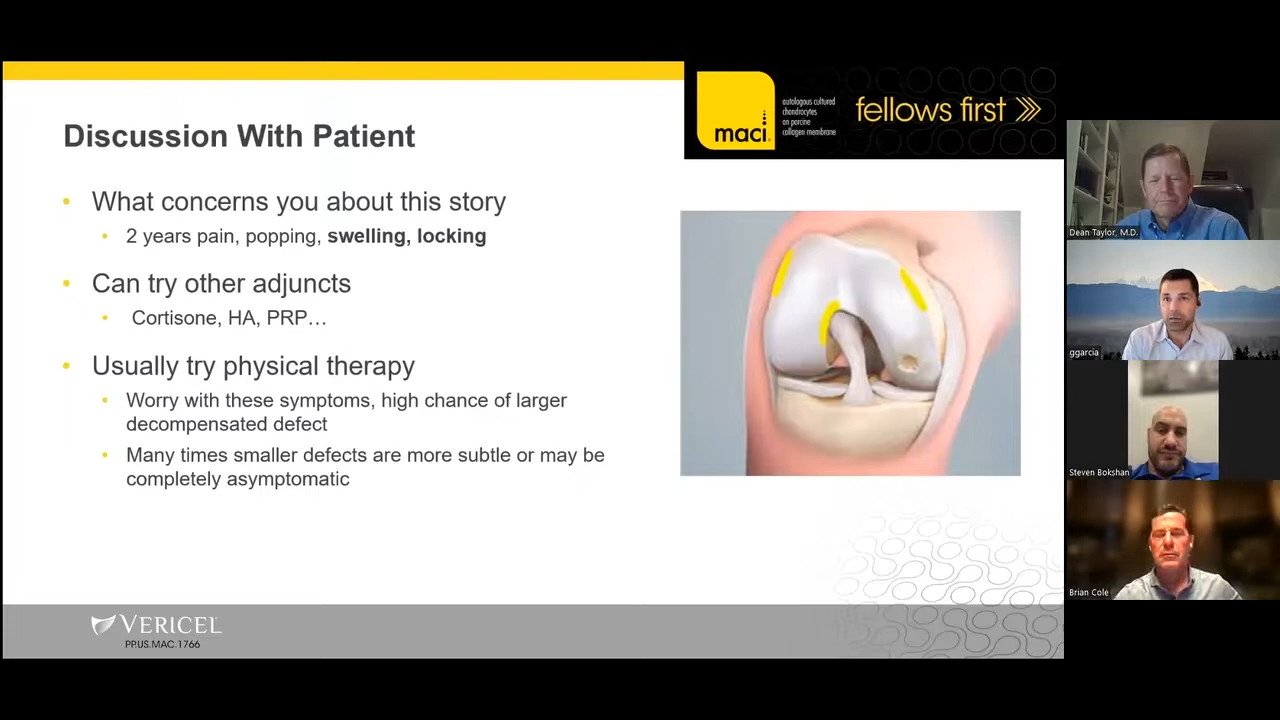 maci
autologous cultured
chondrocytes
on porcine
collagen membrane
fellows first
Discussion With Patient
• What concerns you about this story
• 2 years pain, popping, swelling, locking
• Can try other adjuncts
• Cortisone, HA, PRP…
• Usually try physical therapy
• Worry with these symptoms, high chance of larger
decompensated defect
• Many times smaller defects are more subtle or may be
completely asymptomatic
VERICEL
PP.US.MAC.1766
Dean Taylor, M.D.
ggarcia
Steven Bokshan
Brian Cole